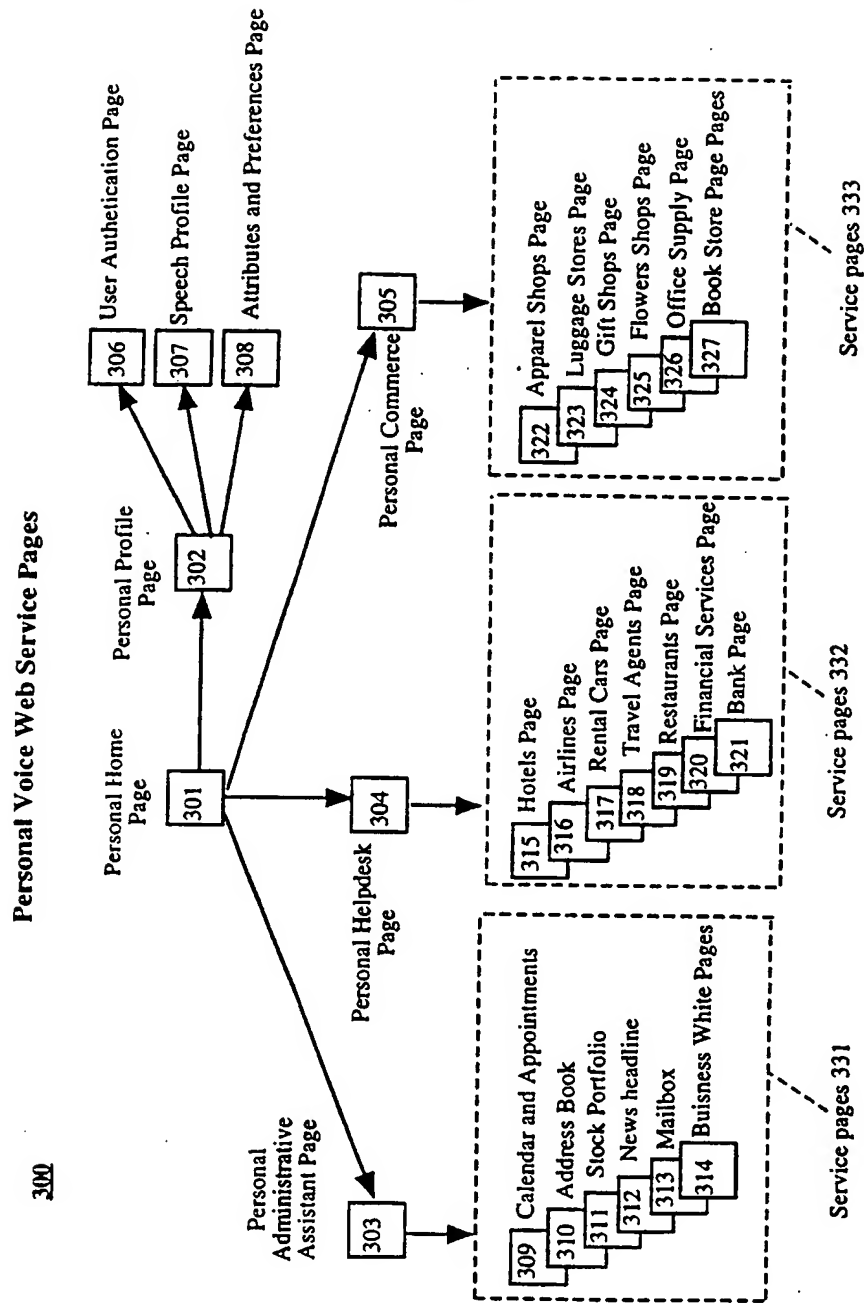 Personal Voice Web Service Pages
300
Personal Home
Page
301
Personal Profile
Page
302
306
User Authetication Page
307
Speech Profile Page
308
Attributes and Preferences Page
Personal
Administrative
Assistant Page
303
Personal Helpdesk
Page
304
Personal Commerce
Page
305
309 Calendar and Appointments
310 Address Book
311 Stock Portfolio
312 News headline
313 Mailbox
314 Buisness White Pages
Service pages 331
315 Hotels Page
316 Airlines Page
317 Rental Cars Page
318 Travel Agents Page
319 Restaurants Page
320 Financial Services Page
321 Bank Page
Service pages 332
322 Apparel Shops Page
323 Luggage Stores Page
324 Gift Shops Page
325 Flowers Shops Page
326 Office Supply Page
327 Book Store Page Pages
Service pages 333